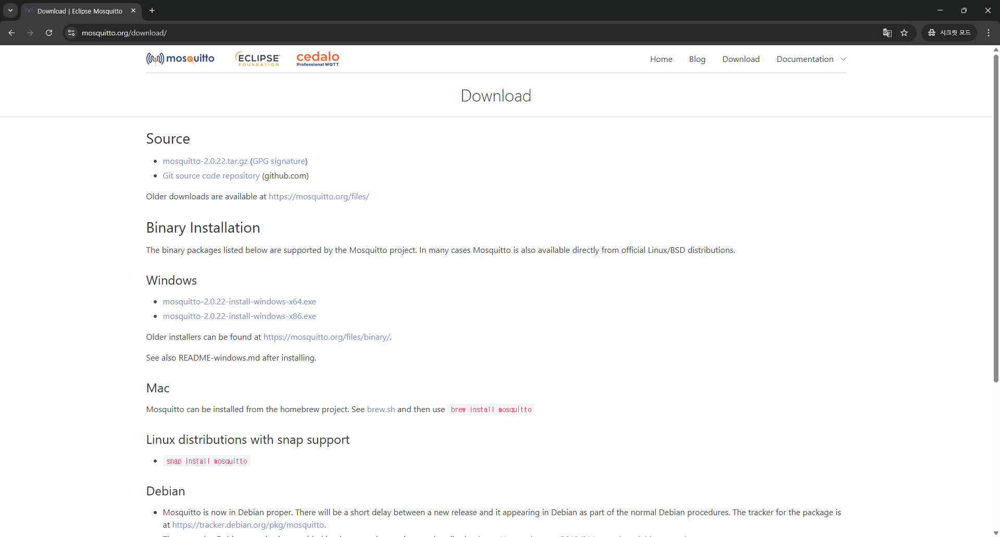 Download | Eclipse Mosquitto
mosquitto.org/download/
시크릿 모드
mosquitto
ECLIPSE
FOUNDATION
cedalo
Professional MQTT
Home
Blog
Download
Documentation
Download
Source
mosquitto-2.0.22.tar.gz (GPG signature)
Git source code repository (github.com)
Older downloads are available at https://mosquitto.org/files/
Binary Installation
The binary packages listed below are supported by the Mosquitto project. In many cases Mosquitto is also available directly from official Linux/BSD distributions.
Windows
mosquitto-2.0.22-install-windows-x64.exe
mosquitto-2.0.22-install-windows-x86.exe
Older installers can be found at https://mosquitto.org/files/binary/.
See also README-windows.md after installing.
Mac
Mosquitto can be installed from the homebrew project. See brew.sh and then use brew install mosquitto
Linux distributions with snap support
snap install mosquitto
Debian
Mosquitto is now in Debian proper. There will be a short delay between a new release and it appearing in Debian as part of the normal Debian procedures. The tracker for the package is
at https://tracker.debian.org/pkg/mosquitto.